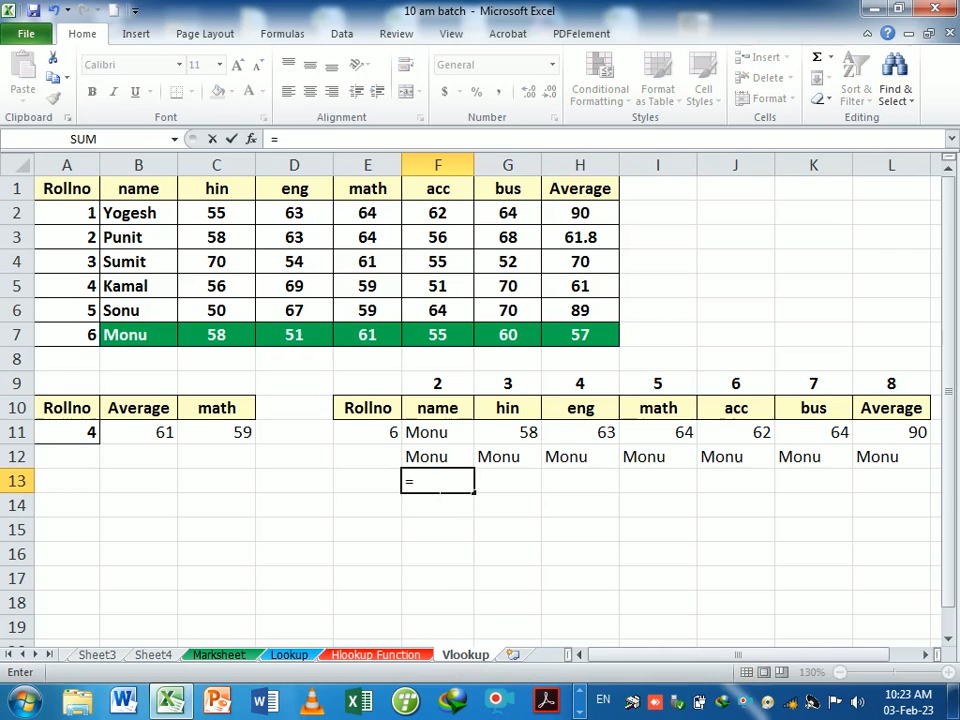 10 am batch - Microsoft Excel
File Home Insert Page Layout Formulas Data Review View Acrobat PDFelement
Paste Calibri 11 A A General Conditional Formatting Format as Table Cell Styles Insert Delete Format Sort & Filter Find & Select
B I U A $ % , .0 .00 .00 .0 Σ
Clipboard Font Alignment Number Styles Cells Editing
SUM fx =
A B C D E F G H I J K L
1 Rollno name hin eng math acc bus Average
2 1 Yogesh 55 63 64 62 64 90
3 2 Punit 58 63 64 56 68 61.8
4 3 Sumit 70 54 61 55 52 70
5 4 Kamal 56 69 59 51 70 61
6 5 Sonu 50 67 59 64 70 89
7 6 Monu 58 51 61 55 60 57
8
9 2 3 4 5 6 7 8
10 Rollno Average math Rollno name hin eng math acc bus Average
11 4 61 59 6 Monu 58 63 64 62 64 90
12 Monu Monu Monu Monu Monu Monu Monu
13 =
14
15
16
17
18
19
Sheet3 Sheet4 Marksheet Lookup Hlookup Function Vlookup
Enter 130%
EN 10:23 AM
03-Feb-23